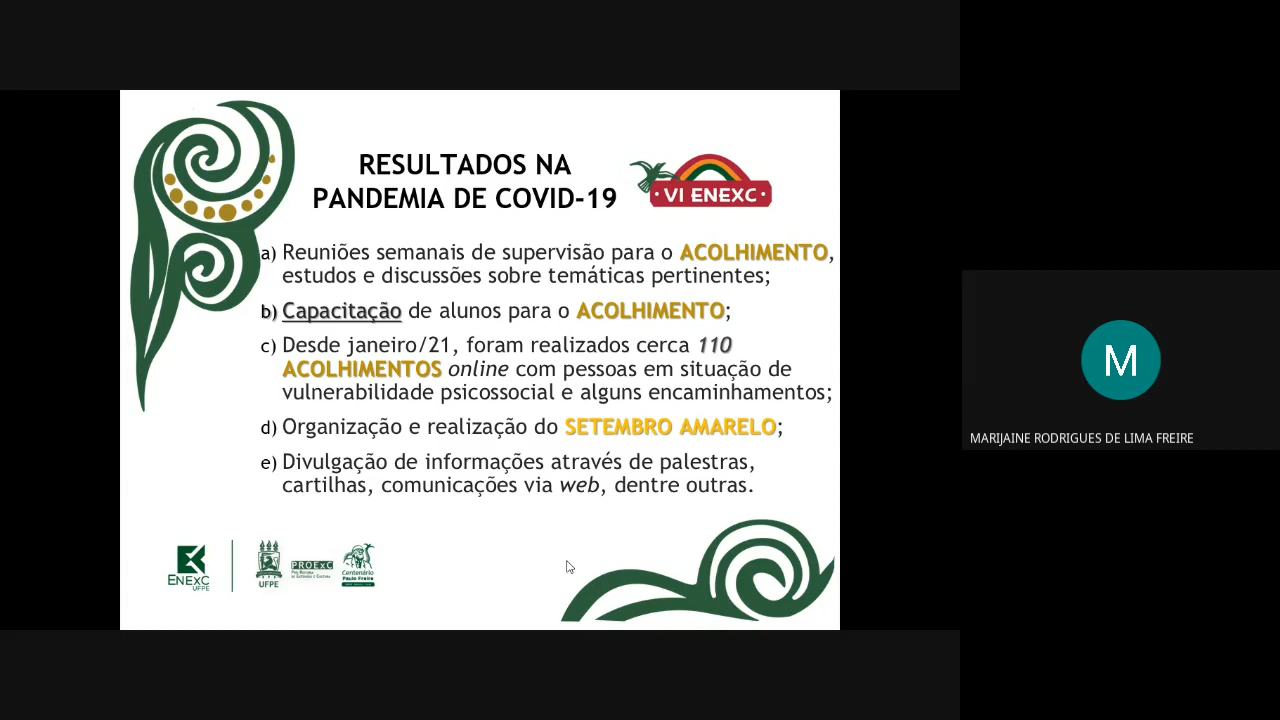 RESULTADOS NA
PANDEMIA DE COVID-19
VI ENEXC
a) Reuniões semanais de supervisão para o ACOLHIMENTO,
estudos e discussões sobre temáticas pertinentes;
b) Capacitação de alunos para o ACOLHIMENTO;
c) Desde janeiro/21, foram realizados cerca 110
ACOLHIMENTOS online com pessoas em situação de
vulnerabilidade psicossocial e alguns encaminhamentos;
d) Organização e realização do SETEMBRO AMARELO;
e) Divulgação de informações através de palestras,
cartilhas, comunicações via web, dentre outras.
ENEXC
UFPE
UFPE
PROExC
Centenário
Paulo Freire
M
MARIJAINE RODRIGUES DE LIMA FREIRE